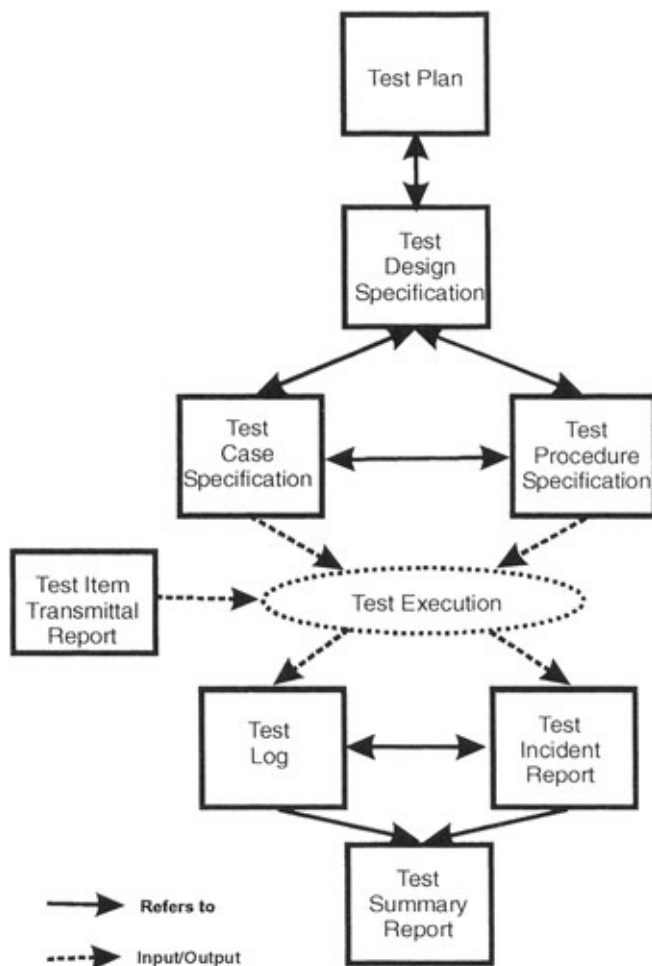 Test Plan
Test
Design
Specification
Test
Case
Specification
Test
Procedure
Specification
Test Item
Transmittal
Report
Test Execution
Test
Log
Test
Incident
Report
Test
Summary
Report
Refers to
Input/Output